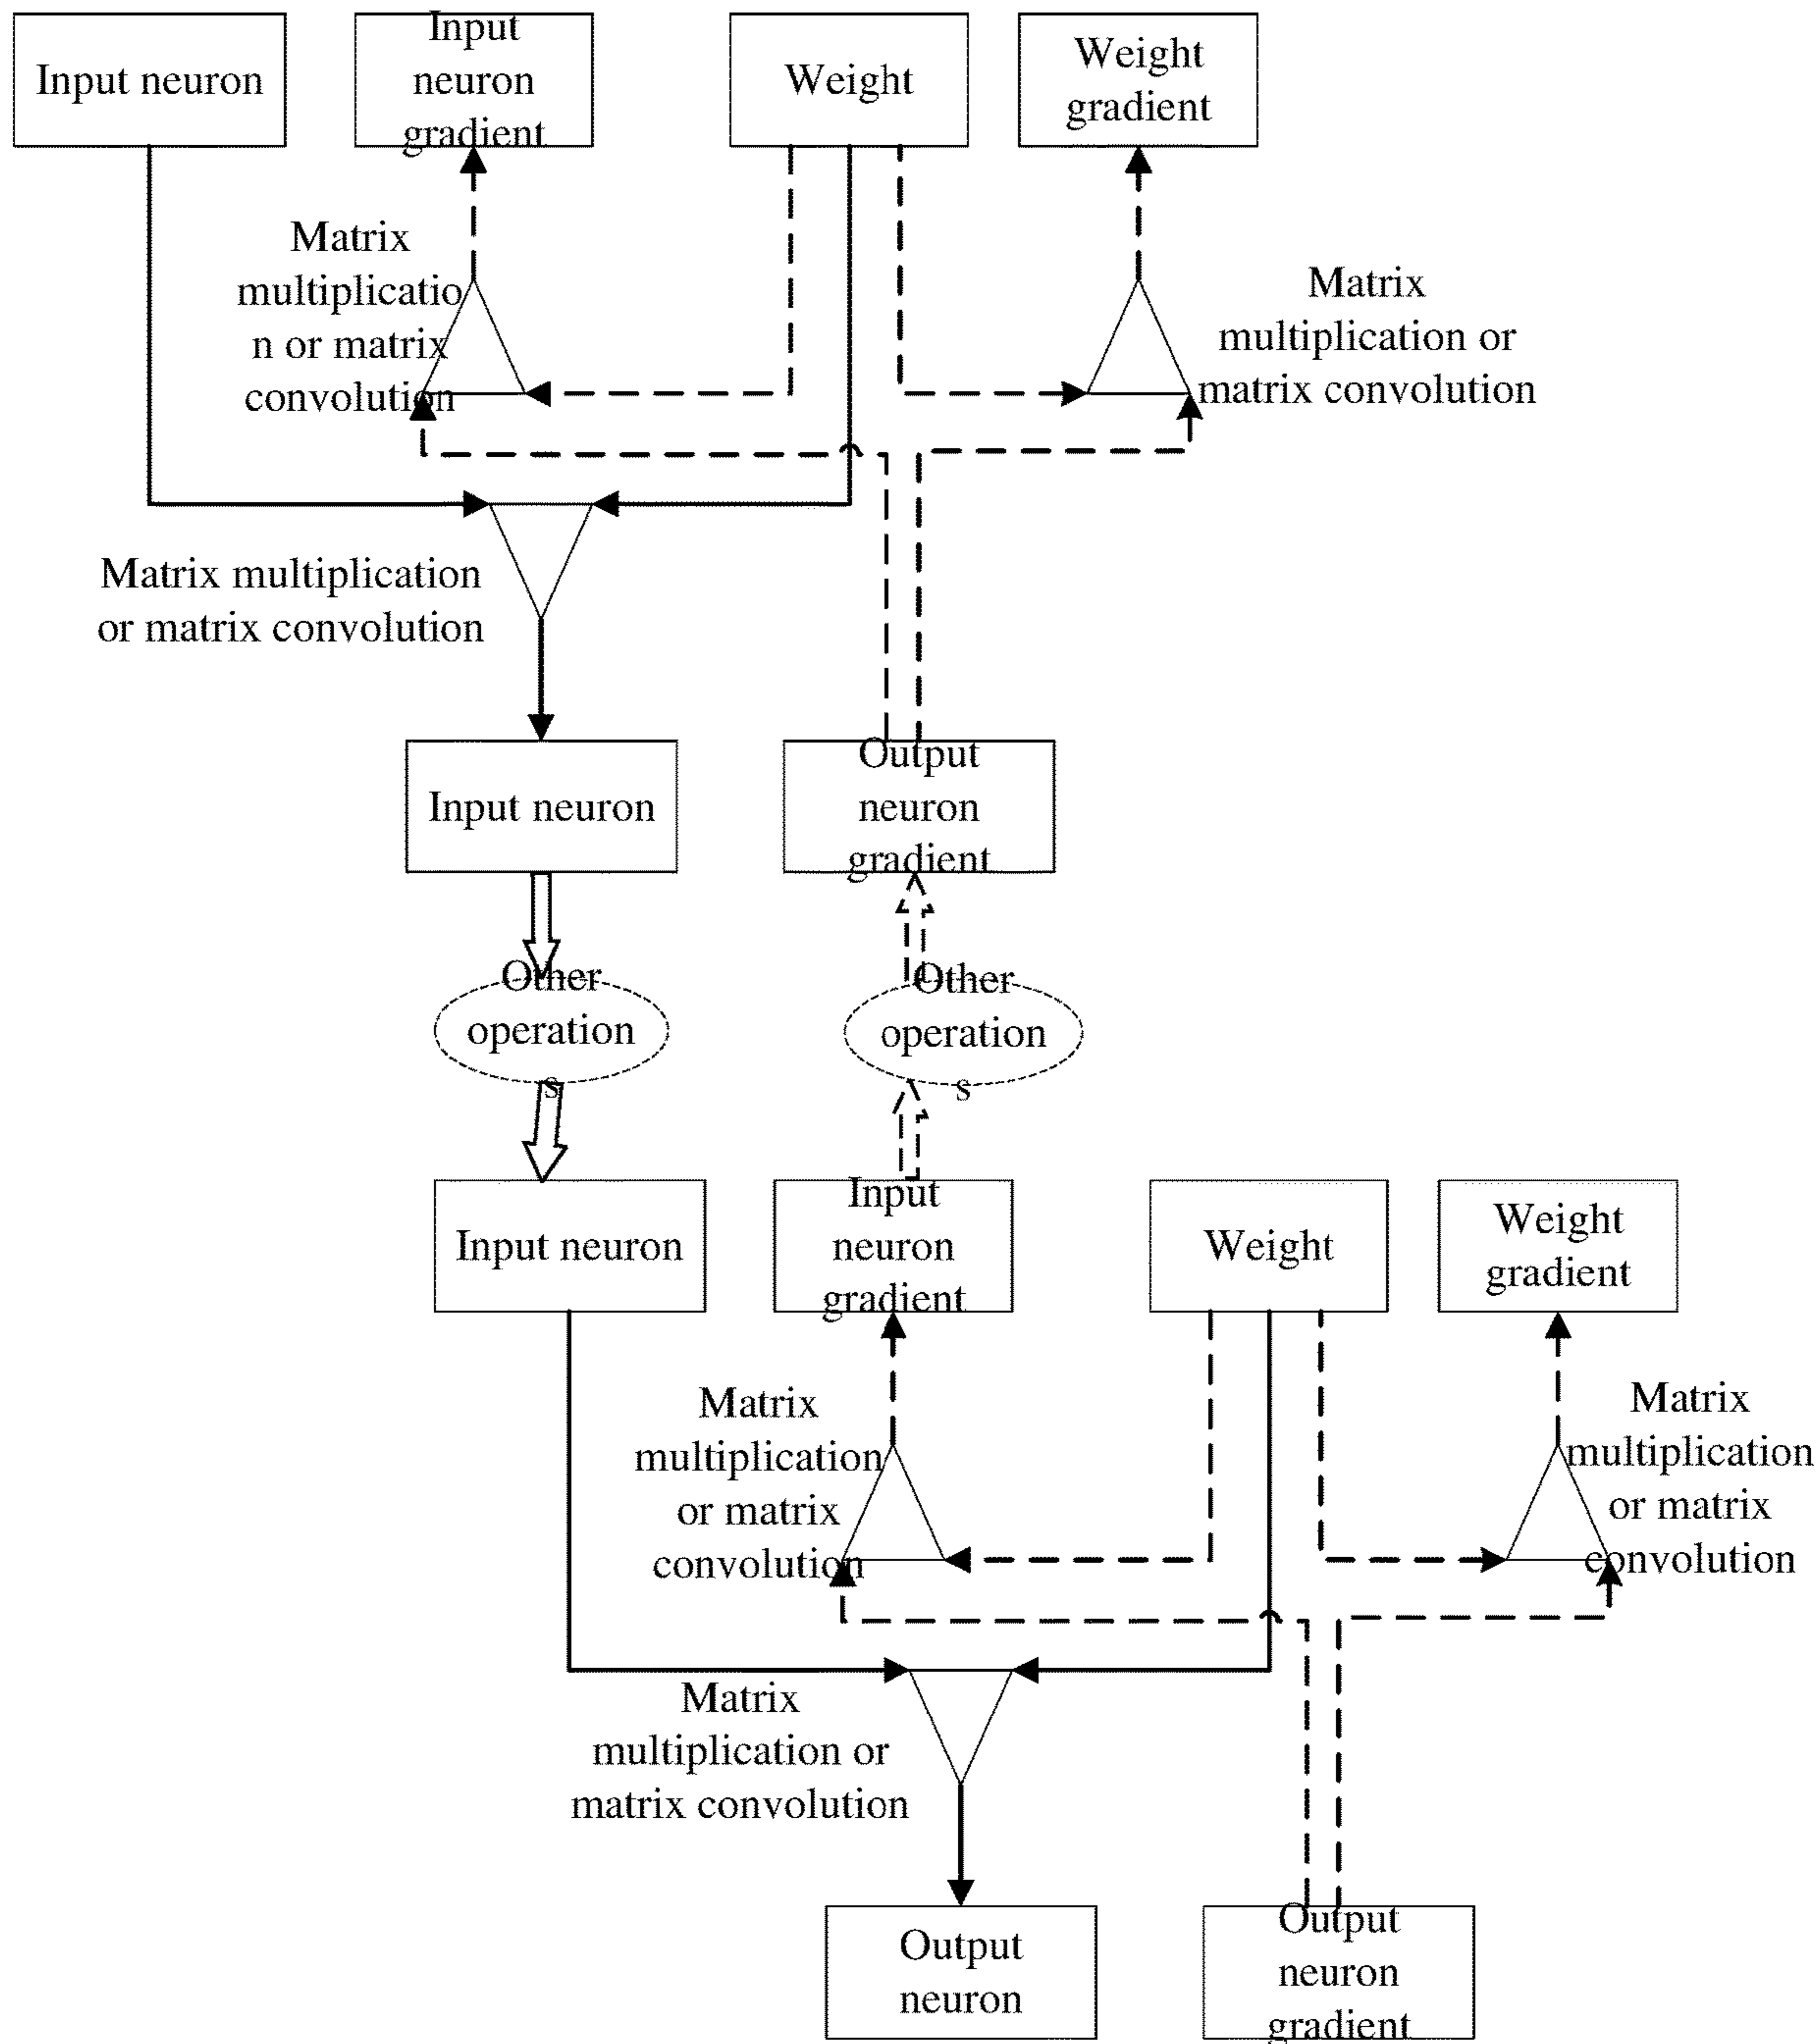 Input neuron
Input
neuron
gradient
Weight
Weight
gradient
Matrix
multiplicatio
n or matrix
convolution
Matrix
multiplication or
matrix convolution
Matrix multiplication
or matrix convolution
Input neuron
Output
neuron
gradient
Other
operation
s
Other
operation
s
Input neuron
Input
neuron
gradient
Weight
Weight
gradient
Matrix
multiplication
or matrix
convolution
Matrix
multiplication
or matrix
convolution
Matrix
multiplication or
matrix convolution
Output
neuron
Output
neuron
gradient